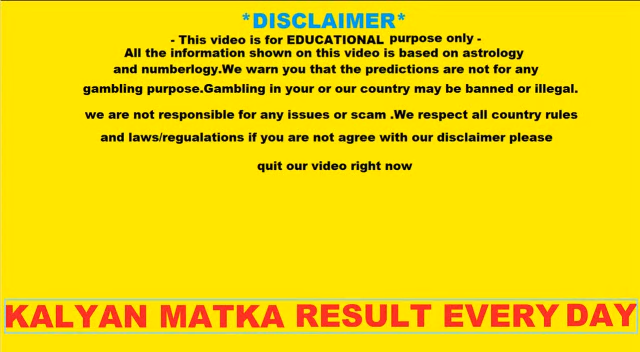 *DISCLAIMER*
- This video is for EDUCATIONAL purpose only -
All the information shown on this video is based on astrology
and numberlogy.We warn you that the predictions are not for any
gambling purpose.Gambling in your or our country may be banned or illegal.
we are not responsible for any issues or scam .We respect all country rules
and laws/regualations if you are not agree with our disclaimer please
quit our video right now
KALYAN MATKA RESULT EVERY DAY